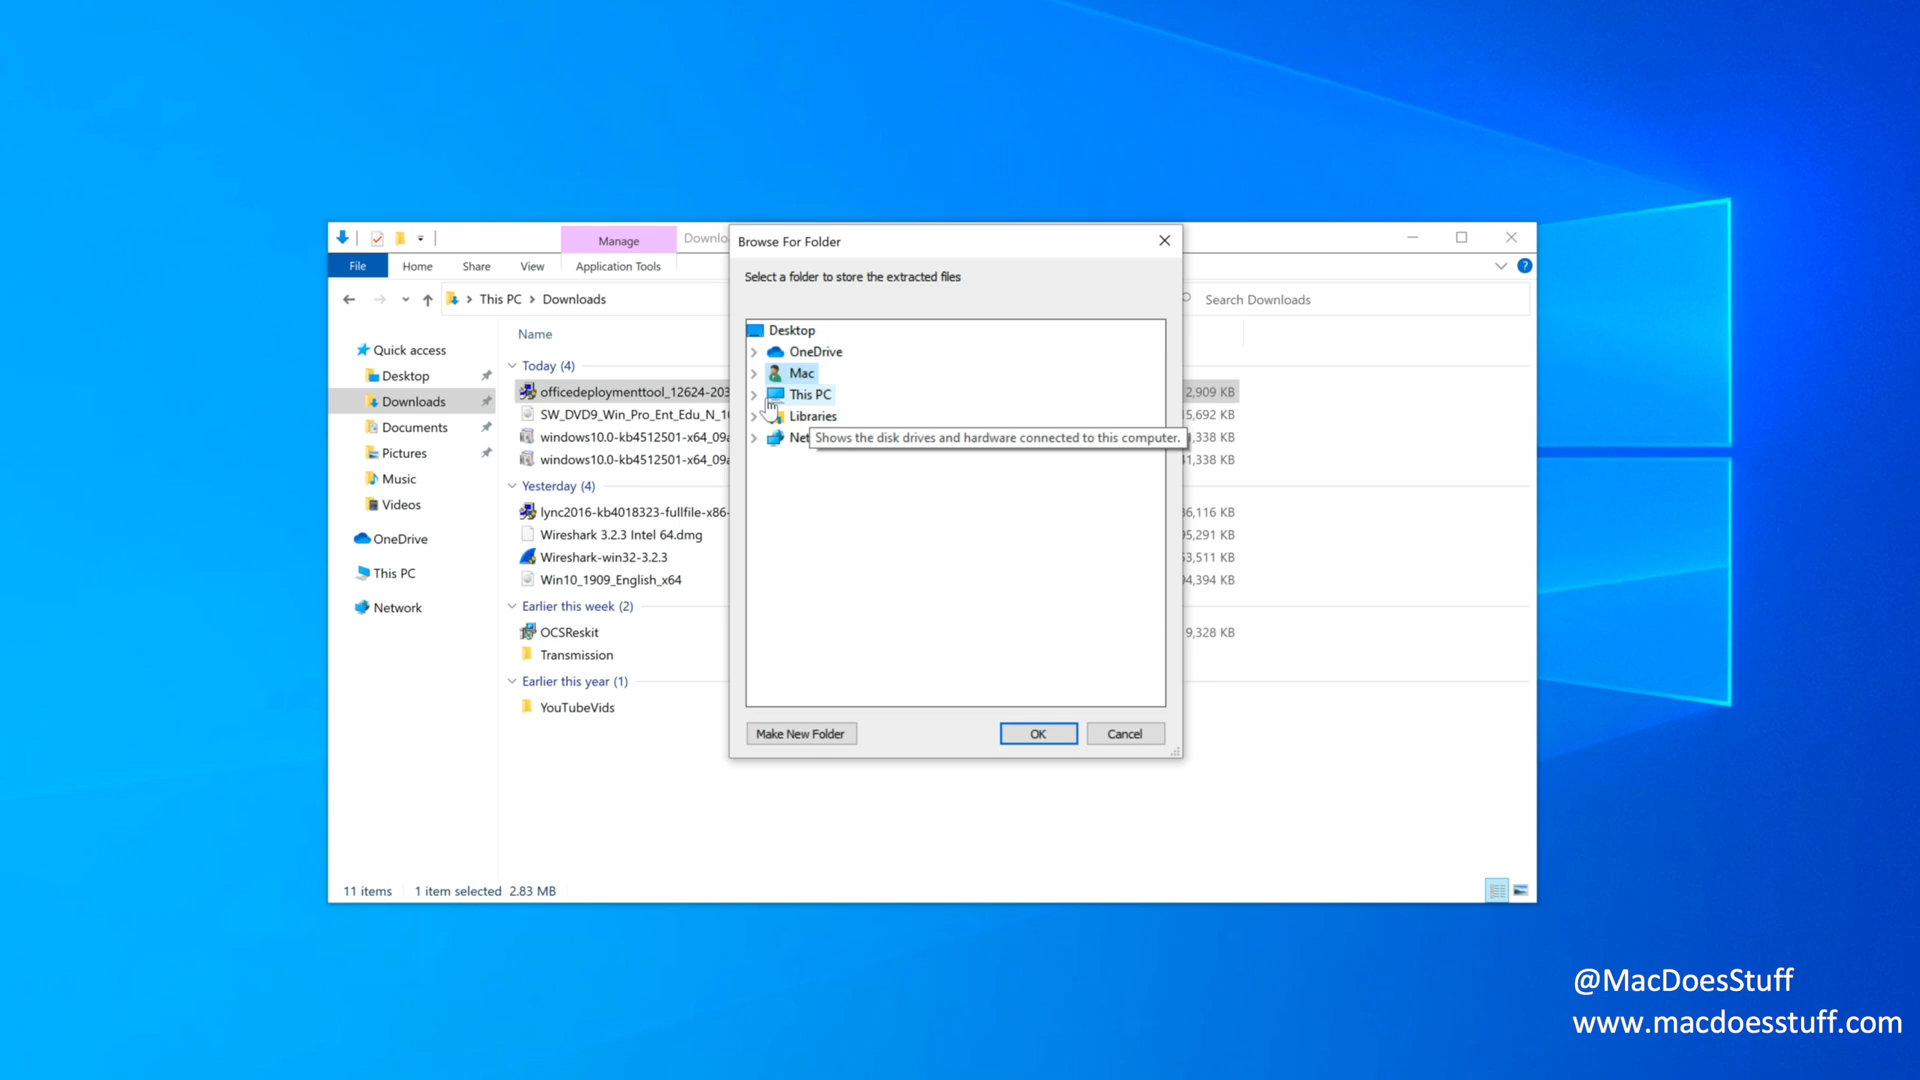 Manage
Downlo
File
Home
Share
View
Application Tools
This PC
Downloads
Search Downloads
Quick access
Desktop
Downloads
Documents
Pictures
Music
Videos
OneDrive
This PC
Network
Name
Today (4)
officedeploymenttool_12624-203
2,909 KB
SW_DVD9_Win_Pro_Ent_Edu_N_1
5,692 KB
windows10.0-kb4512501-x64_09a
1,338 KB
windows10.0-kb4512501-x64_09a
41,338 KB
Yesterday (4)
lync2016-kb4018323-fullfile-x86-
36,116 KB
Wireshark 3.2.3 Intel 64.dmg
95,291 KB
Wireshark-win32-3.2.3
53,511 KB
Win10_1909_English_x64
94,394 KB
Earlier this week (2)
OCSReskit
9,328 KB
Transmission
Earlier this year (1)
YouTubeVids
11 items
1 item selected 2.83 MB
Browse For Folder
Select a folder to store the extracted files
Desktop
OneDrive
Mac
This PC
Libraries
Net
Shows the disk drives and hardware connected to this computer.
Make New Folder
OK
Cancel
@MacDoesStuff
www.macdoesstuff.com